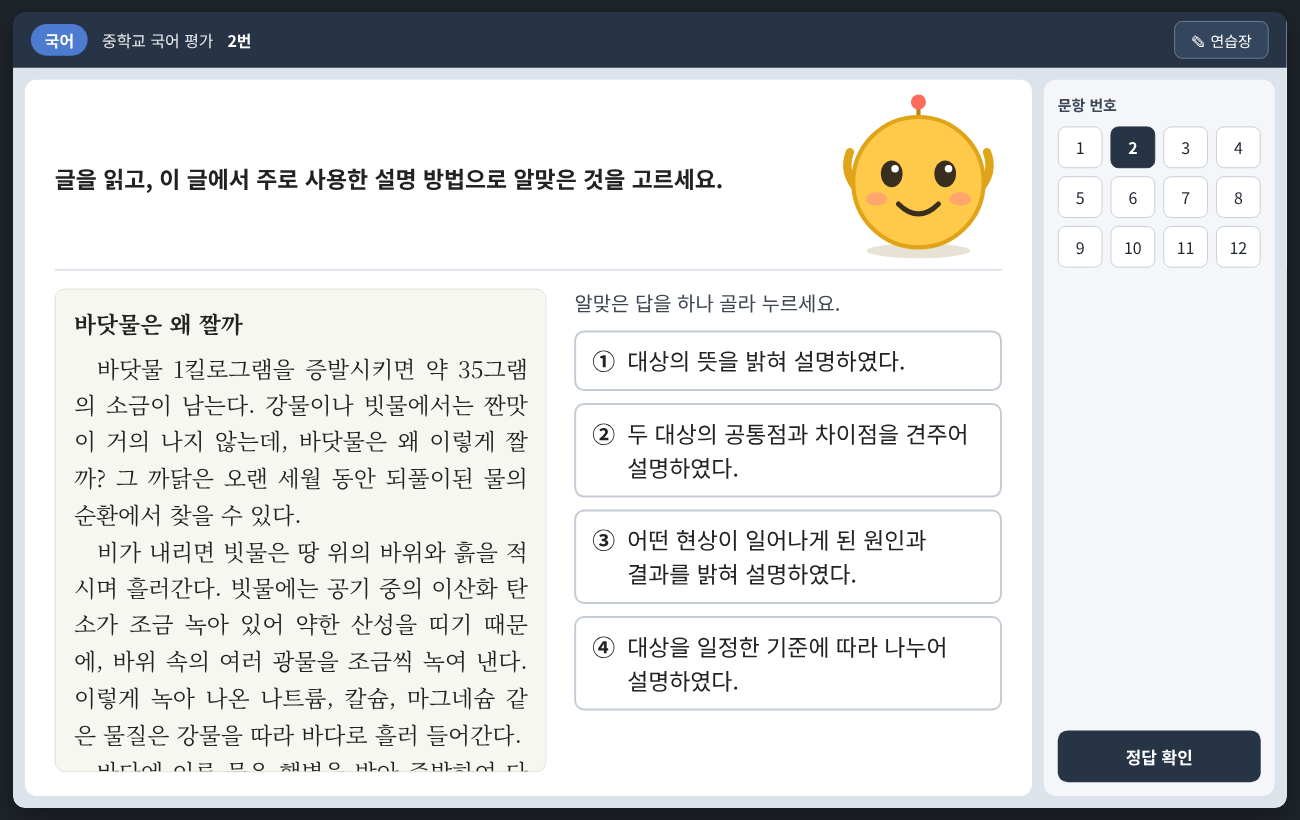 국어 중학교 국어 평가 2번
✎ 연습장
글을 읽고, 이 글에서 주로 사용한 설명 방법으로 알맞은 것을 고르세요.
바닷물은 왜 짤까
바닷물 1킬로그램을 증발시키면 약 35그램
의 소금이 남는다. 강물이나 빗물에서는 짠맛
이 거의 나지 않는데, 바닷물은 왜 이렇게 짤
까? 그 까닭은 오랜 세월 동안 되풀이된 물의
순환에서 찾을 수 있다.
비가 내리면 빗물은 땅 위의 바위와 흙을 적
시며 흘러간다. 빗물에는 공기 중의 이산화 탄
소가 조금 녹아 있어 약한 산성을 띠기 때문
에, 바위 속의 여러 광물을 조금씩 녹여 낸다.
이렇게 녹아 나온 나트륨, 칼슘, 마그네슘 같
은 물질은 강물을 따라 바다로 흘러 들어간다.
알맞은 답을 하나 골라 누르세요.
① 대상의 뜻을 밝혀 설명하였다.
② 두 대상의 공통점과 차이점을 견주어
설명하였다.
③ 어떤 현상이 일어나게 된 원인과
결과를 밝혀 설명하였다.
④ 대상을 일정한 기준에 따라 나누어
설명하였다.
문항 번호
1 2 3 4
5 6 7 8
9 10 11 12
정답 확인